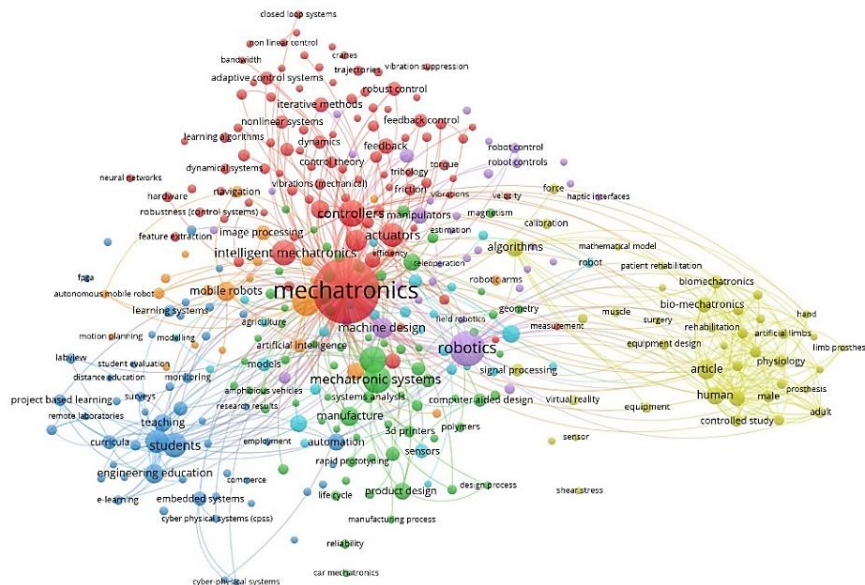 closed loop systems
non linear control
bandwidth
cranes
trajectories
vibration suppression
adaptive control systems
robust control
iterative methods
nonlinear systems
feedback control
learning algorithms
dynamics
feedback
robot control
control theory
robot controls
dynamical systems
tribology
torque
neural networks
vibrations (mechanical)
friction
force
haptic interfaces
hardware
navigation
vibrations
velocity
robustness (control systems)
controllers
manipulators
magnetism
calibration
feature extraction
image processing
actuators
estimation
algorithms
mathematical model
intelligent mechatronics
efficiency
teleoperation
robot
patient rehabilitation
fpga
mobile robots
mechatronics
robot arms
biomechatronics
autonomous mobile robot
learning systems
geometry
muscle
bio-mechatronics
hand
agriculture
machine design
field robotics
measurement
surgery
rehabilitation
artificial limbs
motion planning
modelling
artificial intelligence
robotics
equipment design
limb prosthes
labview
student evaluation
models
signal processing
article
physiology
distance education
monitoring
mechatronic systems
amphibious vehicles
systems analysis
computer aided design
virtual reality
human
male
prosthesis
project based learning
surveys
research results
remote laboratories
teaching
manufacture
polymers
equipment
adult
controlled study
curricula
students
employment
automation
3d printers
sensors
sensor
engineering education
commerce
rapid prototyping
e-learning
embedded systems
life cycle
product design
design process
shear stress
cyber physical systems (cpss)
manufacturing process
reliability
car mechatronics
cyber-physical systems